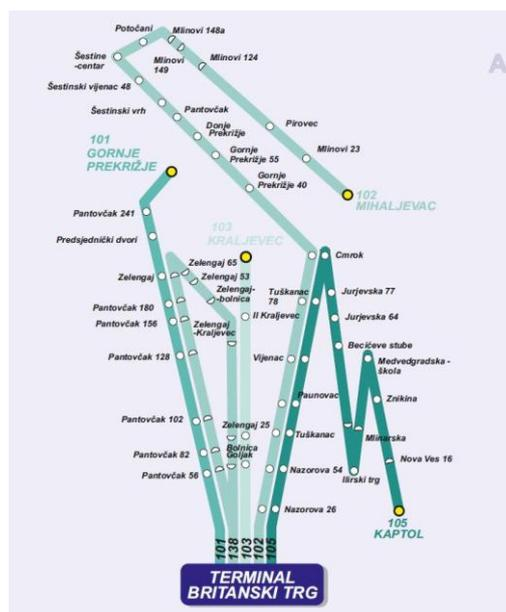 A
Potočani
Mlinovi 148a
Šestine
-centar
Mlinovi
149
Mlinovi 124
Šestinski vijenac 48
Šestinski vrh
Pantovčak
Donje
Prekrižje
Pirovec
Gornje
Prekrižje 55
Mlinovi 23
Gornje
Prekrižje 40
101
GORNJE
PREKRIŽJE
102
MIHALJEVAC
Pantovčak 241
Predsjednički dvori
103
KRALJEVEC
Cmrok
Zelengaj
Zelengaj 65
Zelengaj 53
Zelengaj-
-bolnica
Tuškanac
78
Jurjevska 77
Pantovčak 180
II Kraljevec
Jurjevska 64
Pantovčak 156
Zelengaj
-Kraljevec
Bećićeve stube
Pantovčak 128
Vijenac
Medvedgradska -
škola
Paunovac
Znikina
Pantovčak 102
Zelengaj 25
Tuškanac
Mlinarska
Pantovčak 82
Bolnica
Goljak
Nova Ves 16
Pantovčak 56
Nazorova 54
Ilirski trg
Nazorova 26
105
KAPTOL
101
138
103
102
105
TERMINAL
BRITANSKI TRG